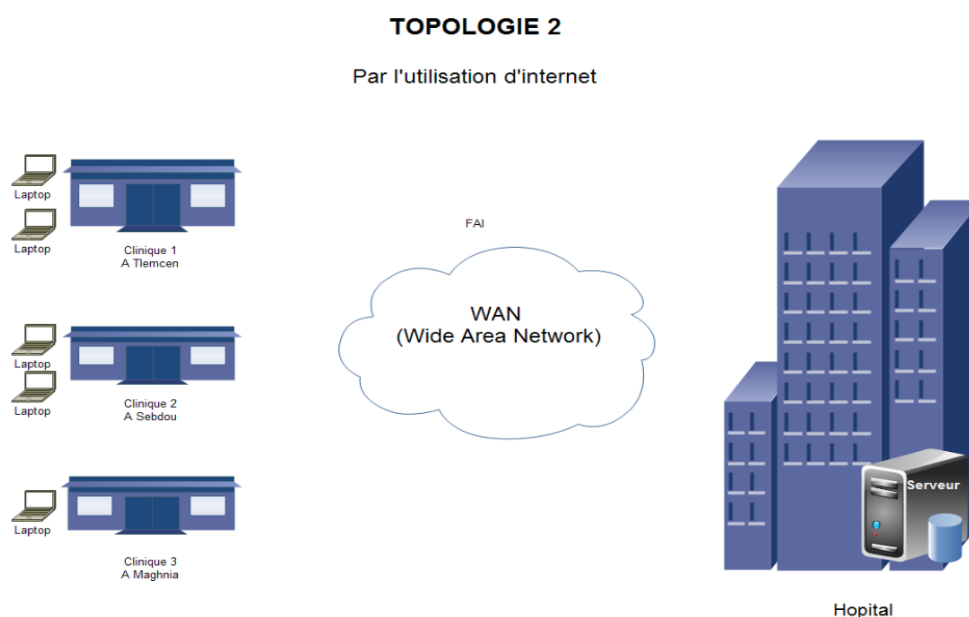 TOPOLOGIE 2
Par l'utilisation d'internet
Laptop
Laptop
Clinique 1
A Tlemcen
FAI
WAN
(Wide Area Network)
Laptop
Laptop
Clinique 2
A Sebdou
Laptop
Clinique 3
A Maghnia
Serveur
Hopital